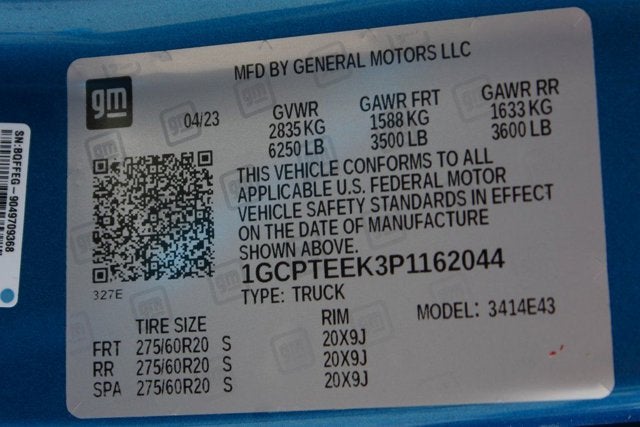 gm
MFD BY GENERAL MOTORS LLC
04/23
GVWR GAWR FRT GAWR RR
2835 KG 1588 KG 1633 KG
6250 LB 3500 LB 3600 LB
THIS VEHICLE CONFORMS TO ALL
APPLICABLE U.S. FEDERAL MOTOR
VEHICLE SAFETY STANDARDS IN EFFECT
ON THE DATE OF MANUFACTURE
SHOWN ABOVE.
327E
1GCPTEEK3P1162044
TYPE: TRUCK MODEL: 3414E43
TIRE SIZE RIM
FRT 275/60R20 S 20X9J
RR 275/60R20 S 20X9J
SPA 275/60R20 S 20X9J
SN:BQFFEG-9049709368